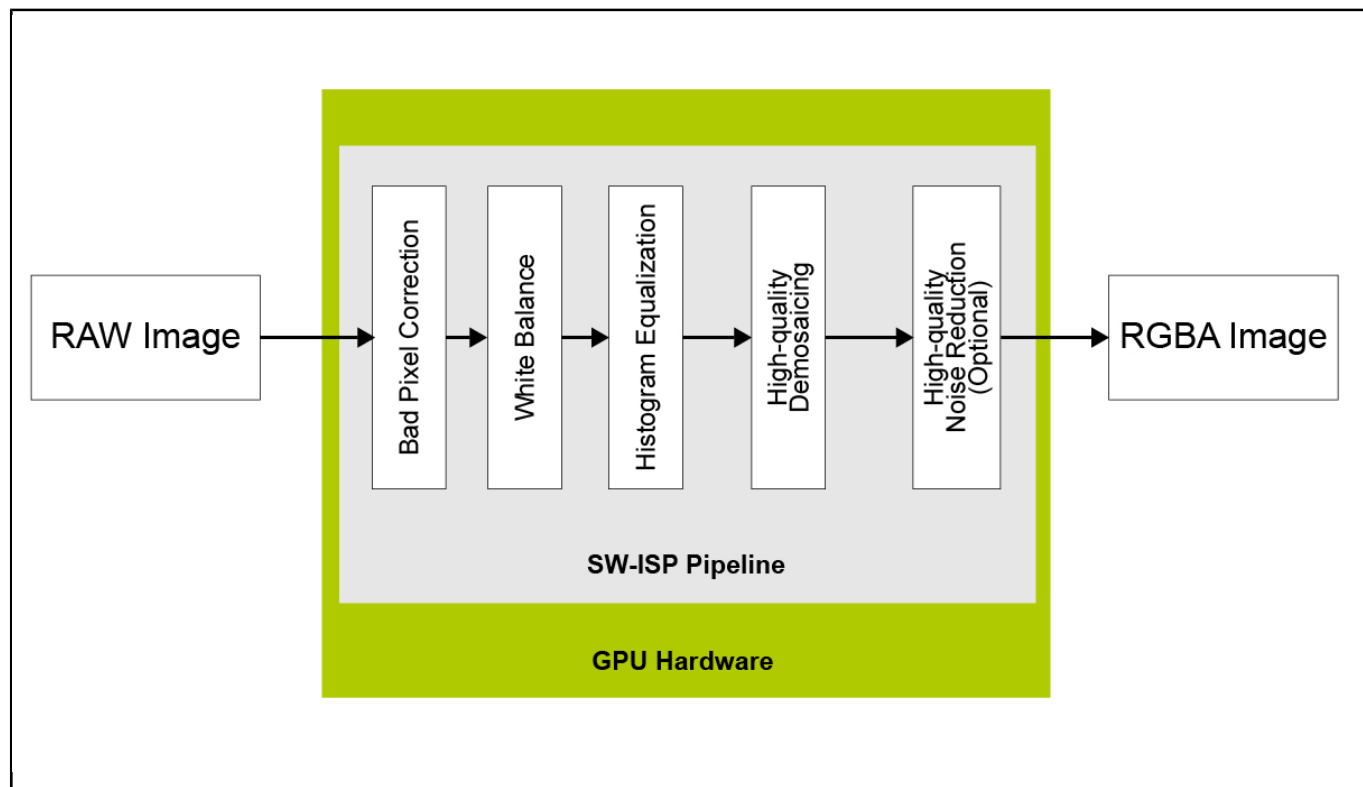 RAW Image
Bad Pixel Correction
White Balance
Histogram Equalization
High-quality
Demosaicing
High-quality
Noise Reduction
(Optional)
RGBA Image
SW-ISP Pipeline
GPU Hardware